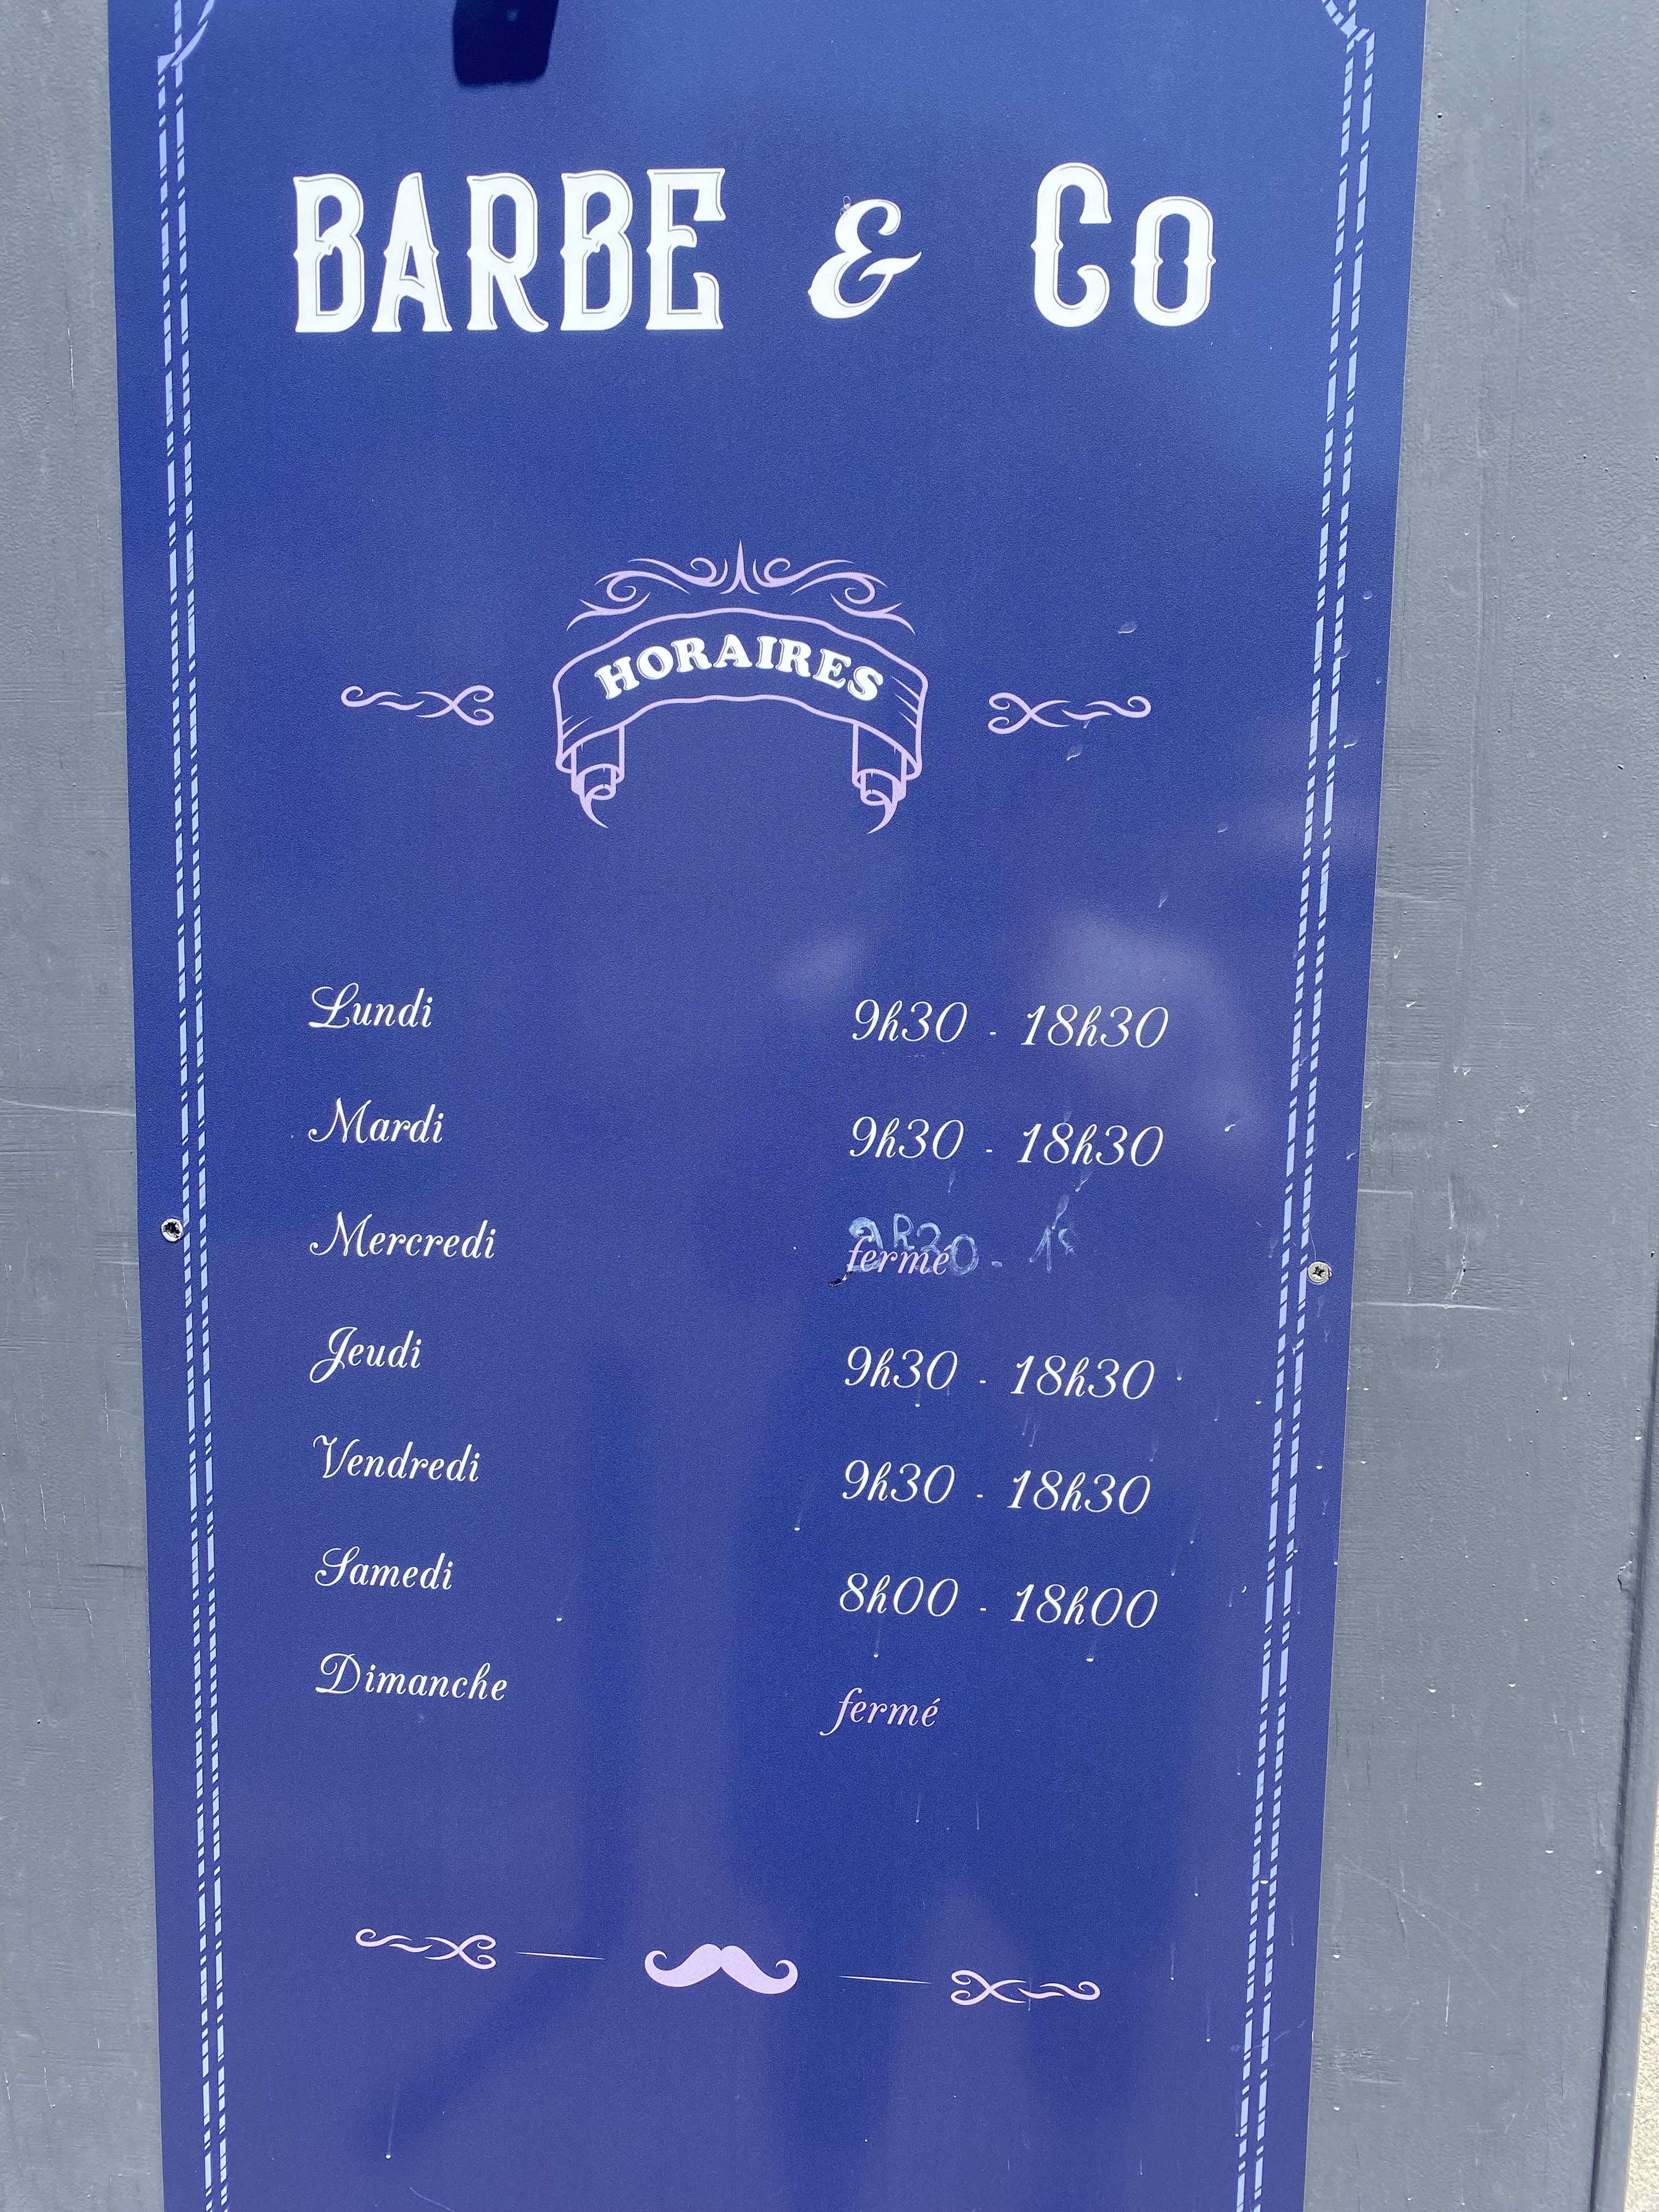 BARBE & CO
HORAIRES
Lundi 9h30 - 18h30
Mardi 9h30 - 18h30
Mercredi fermé
Jeudi 9h30 - 18h30
Vendredi 9h30 - 18h30
Samedi 8h00 - 18h00
Dimanche fermé